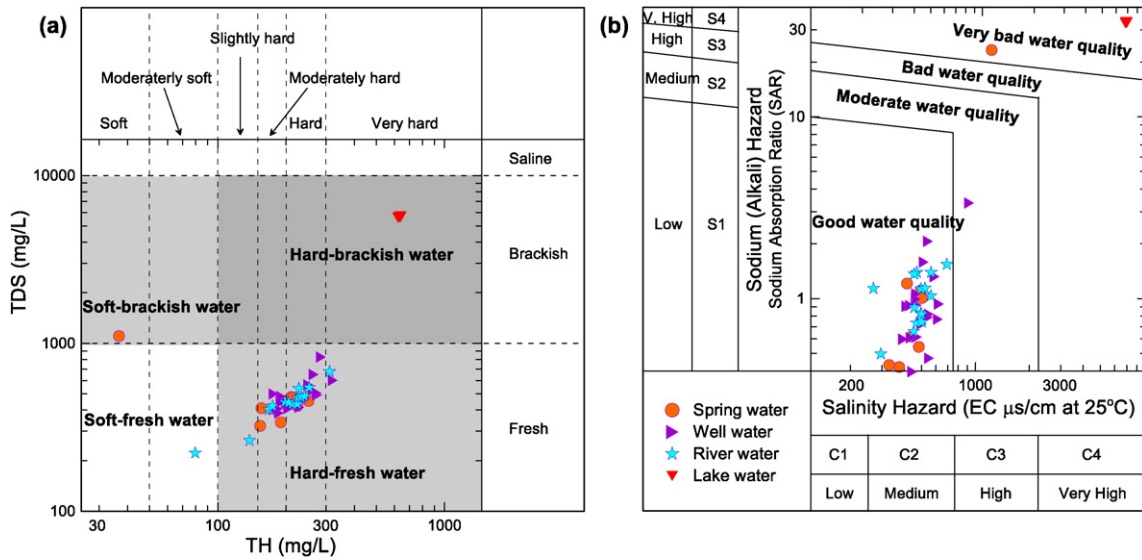 (a)
Slightly hard
Moderaterly soft
Moderately hard
Soft
Hard
Very hard
Saline
10000
Hard-brackish water
Brackish
Soft-brackish water
1000
Soft-fresh water
Fresh
Hard-fresh water
100
TDS (mg/L)
30
100
300
1000
TH (mg/L)
(b)
V. High
S4
High
S3
Medium
S2
Low
S1
Sodium (Alkali) Hazard
Sodium Absorption Ratio (SAR)
30
10
1
Very bad water quality
Bad water quality
Moderate water quality
Good water quality
200
1000
3000
Salinity Hazard (EC μs/cm at 25°C)
Spring water
Well water
River water
Lake water
C1
C2
C3
C4
Low
Medium
High
Very High